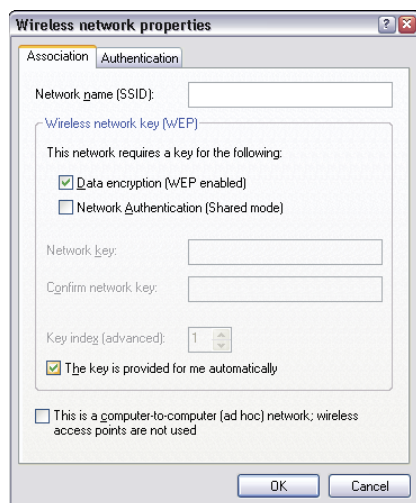 Wireless network properties
Association Authentication
Network name (SSID):
Wireless network key (WEP)
This network requires a key for the following:
Data encryption (WEP enabled)
Network Authentication (Shared mode)
Network key:
Confirm network key:
Key index (advanced): 1
The key is provided for me automatically
This is a computer-to-computer (ad hoc) network; wireless
access points are not used
OK Cancel